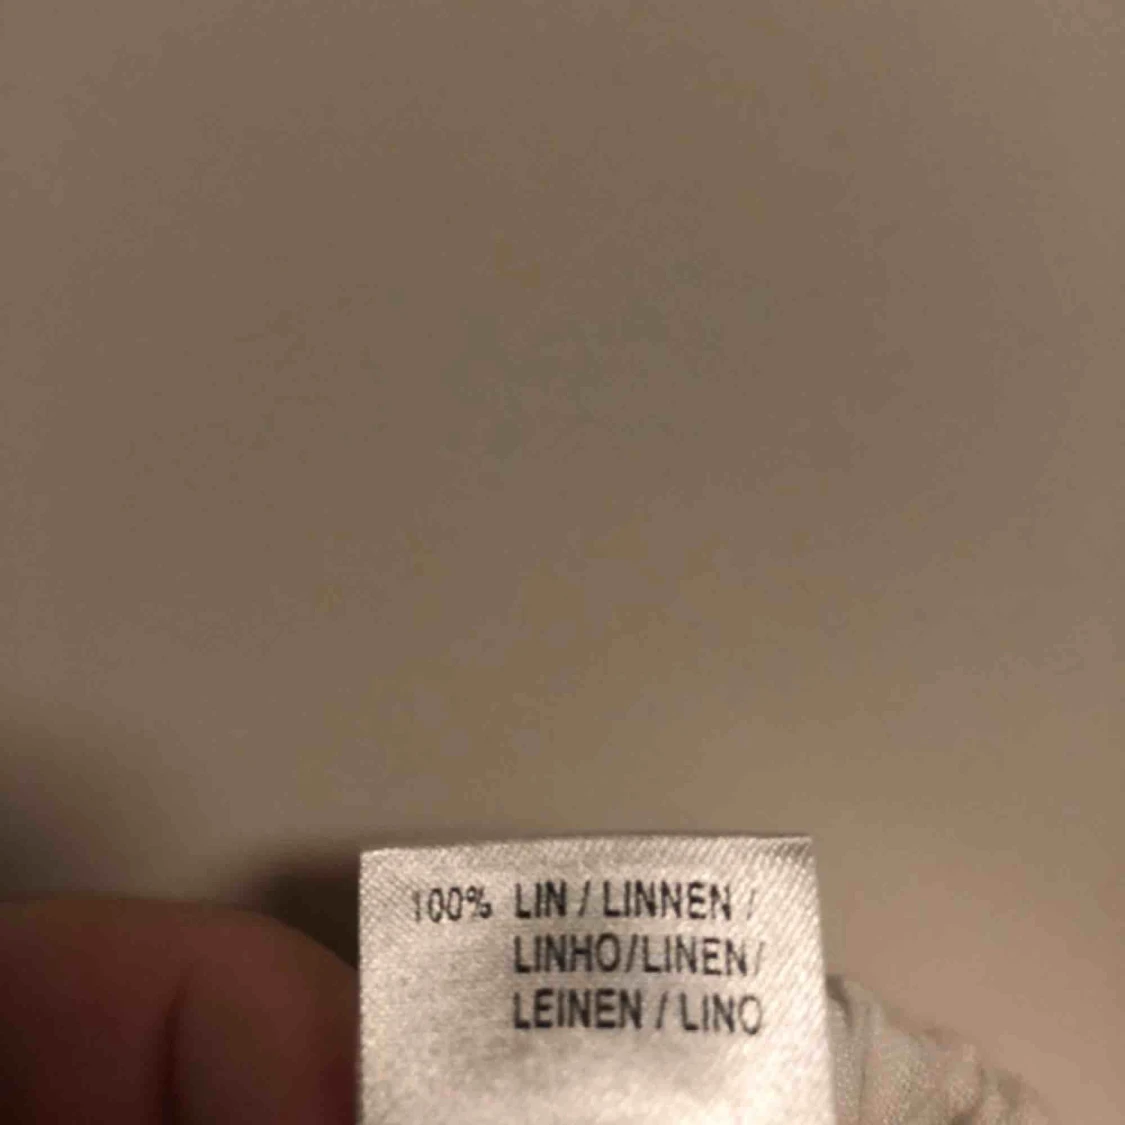 100% LIN / LINNEN /
LINHO/LINEN/
LEINEN / LINO